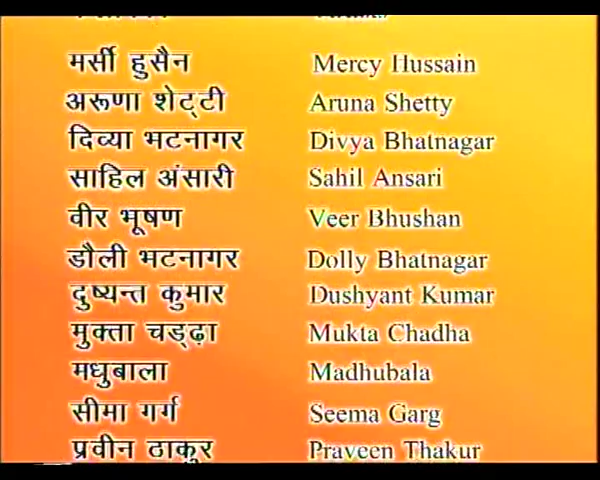 मर्सी हुसैन Mercy Hussain
अरूणा शेट्टी Aruna Shetty
दिव्या भटनागर Divya Bhatnagar
साहिल अंसारी Sahil Ansari
वीर भूषण Veer Bhushan
डौली भटनागर Dolly Bhatnagar
दुष्यन्त कुमार Dushyant Kumar
मुक्ता चड्ढ़ा Mukta Chadha
मधुबाला Madhubala
सीमा गर्ग Seema Garg
प्रवीन ठाकुर Praveen Thakur